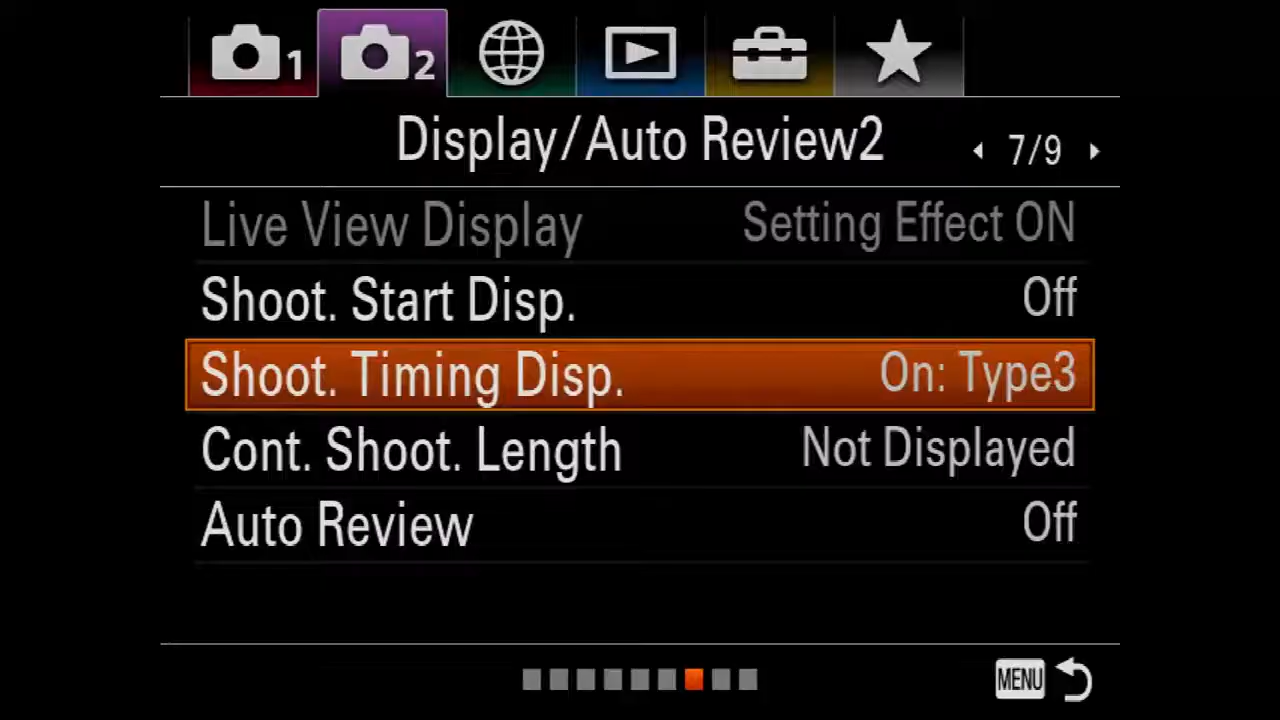 1 2
Display/Auto Review2 7/9
Live View Display Setting Effect ON
Shoot. Start Disp. Off
Shoot. Timing Disp. On: Type3
Cont. Shoot. Length Not Displayed
Auto Review Off
MENU